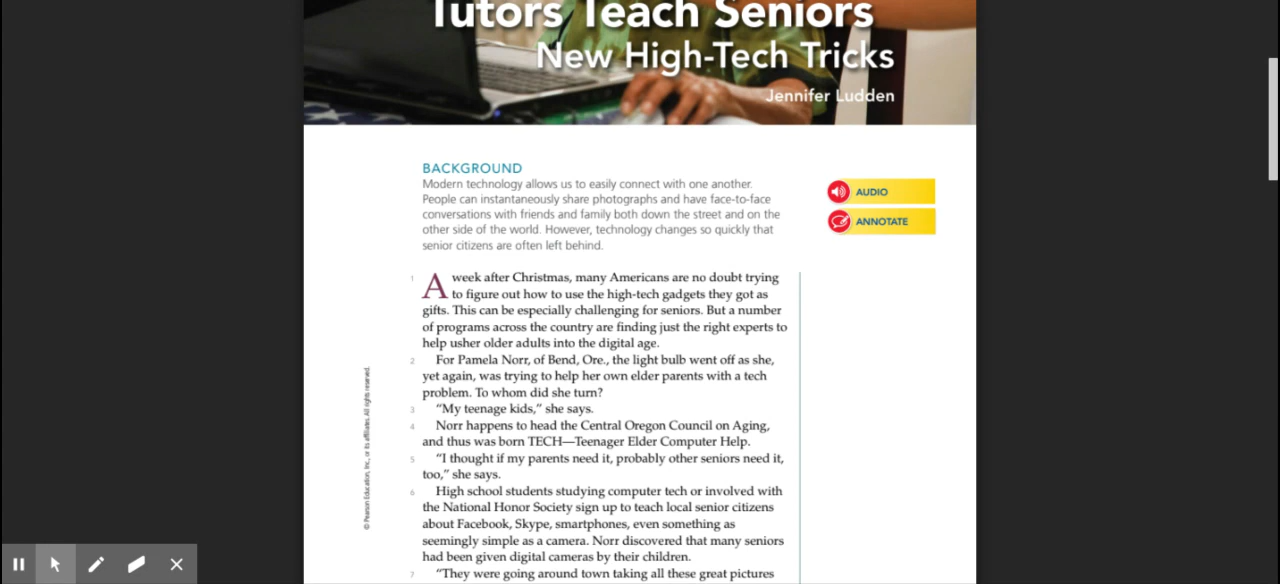 Tutors Teach Seniors
New High-Tech Tricks
Jennifer Ludden
BACKGROUND
Modern technology allows us to easily connect with one another.
People can instantaneously share photographs and have face-to-face
conversations with friends and family both down the street and on the
other side of the world. However, technology changes so quickly that
senior citizens are often left behind.
AUDIO
ANNOTATE
1 A week after Christmas, many Americans are no doubt trying
to figure out how to use the high-tech gadgets they got as
gifts. This can be especially challenging for seniors. But a number
of programs across the country are finding just the right experts to
help usher older adults into the digital age.
2 For Pamela Norr, of Bend, Ore., the light bulb went off as she,
yet again, was trying to help her own elder parents with a tech
problem. To whom did she turn?
3 “My teenage kids,” she says.
4 Norr happens to head the Central Oregon Council on Aging,
and thus was born TECH—Teenager Elder Computer Help.
5 “I thought if my parents need it, probably other seniors need it,
too,” she says.
6 High school students studying computer tech or involved with
the National Honor Society sign up to teach local senior citizens
about Facebook, Skype, smartphones, even something as
seemingly simple as a camera. Norr discovered that many seniors
had been given digital cameras by their children.
7 “They were going around town taking all these great pictures
© Pearson Education, Inc., or its affiliates. All rights reserved.